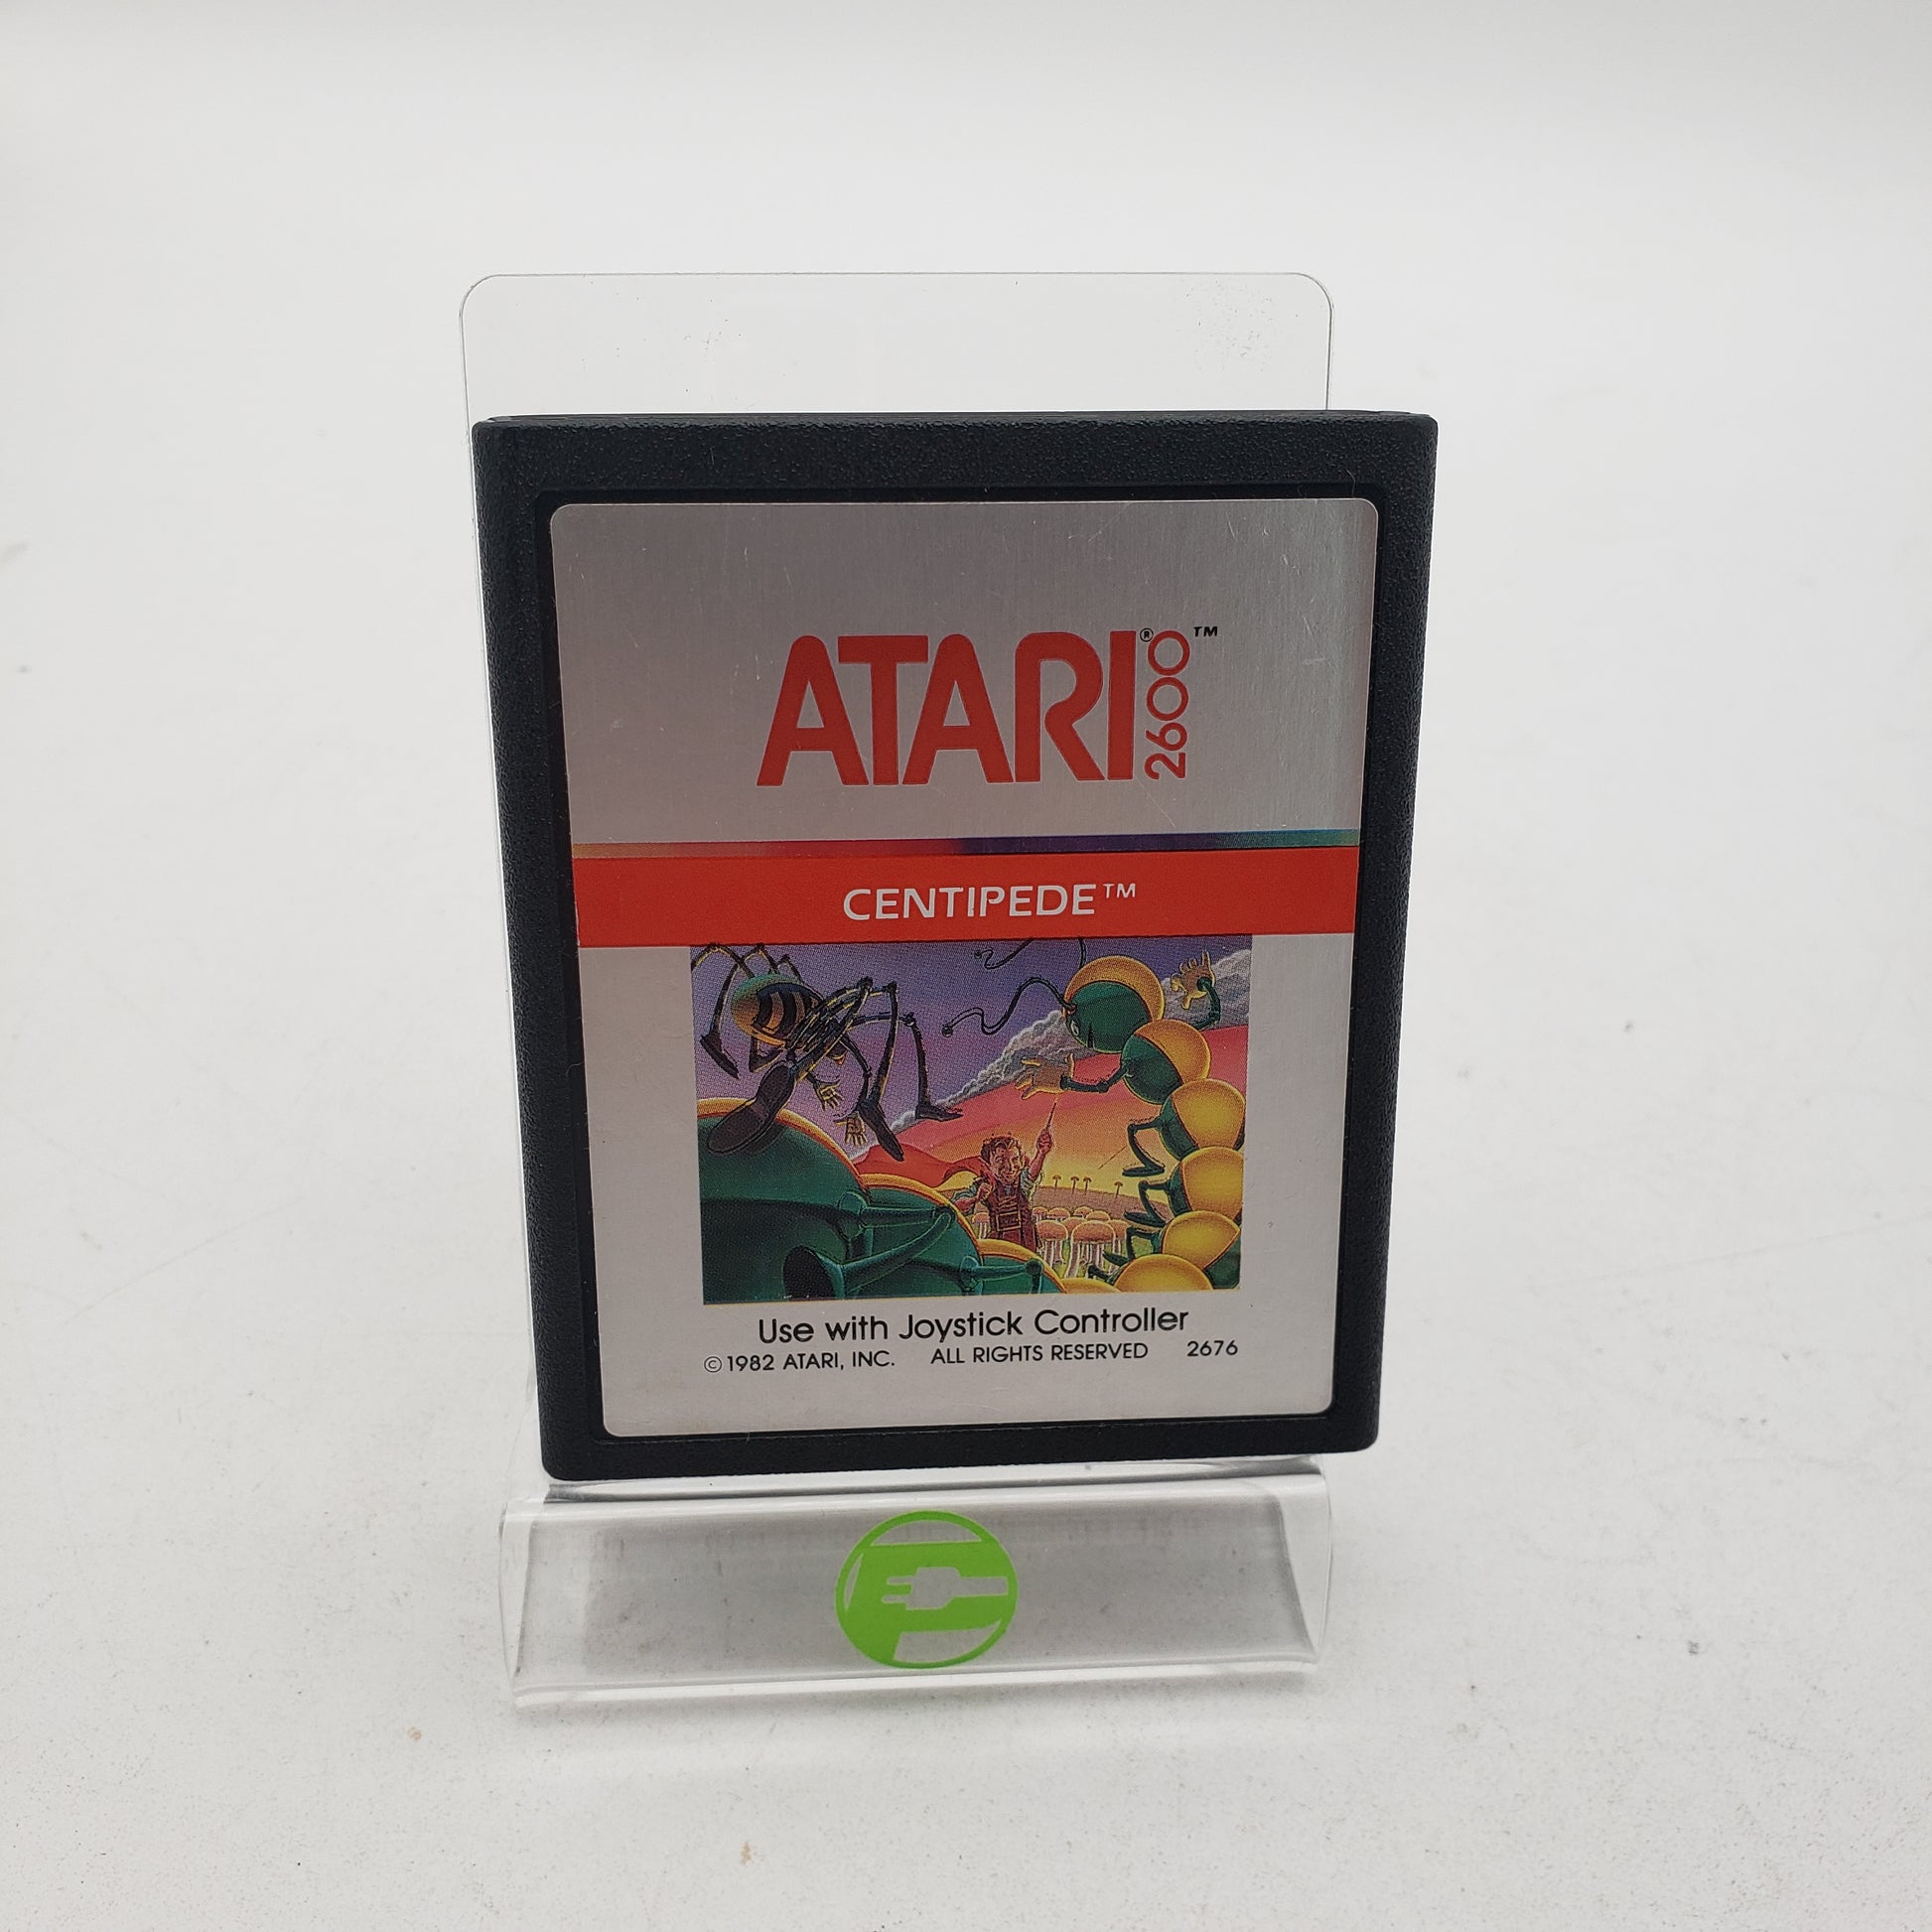 ATARI® 2600™
CENTIPEDE™
Use with Joystick Controller
© 1982 ATARI, INC. ALL RIGHTS RESERVED 2676